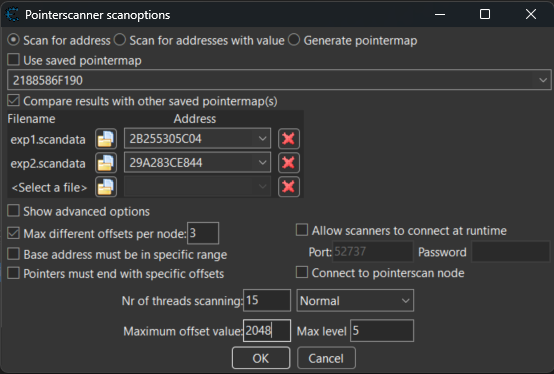 Pointerscanner scanoptions
Scan for address Scan for addresses with value Generate pointermap
Use saved pointermap
2188586F190
Compare results with other saved pointermap(s)
Filename Address
exp1.scandata 2B255305C04
exp2.scandata 29A283CE844
<Select a file>
Show advanced options
Max different offsets per node: 3 Allow scanners to connect at runtime
Base address must be in specific range Port: 52737 Password
Pointers must end with specific offsets Connect to pointerscan node
Nr of threads scanning: 15 Normal
Maximum offset value: 2048 Max level 5
OK Cancel